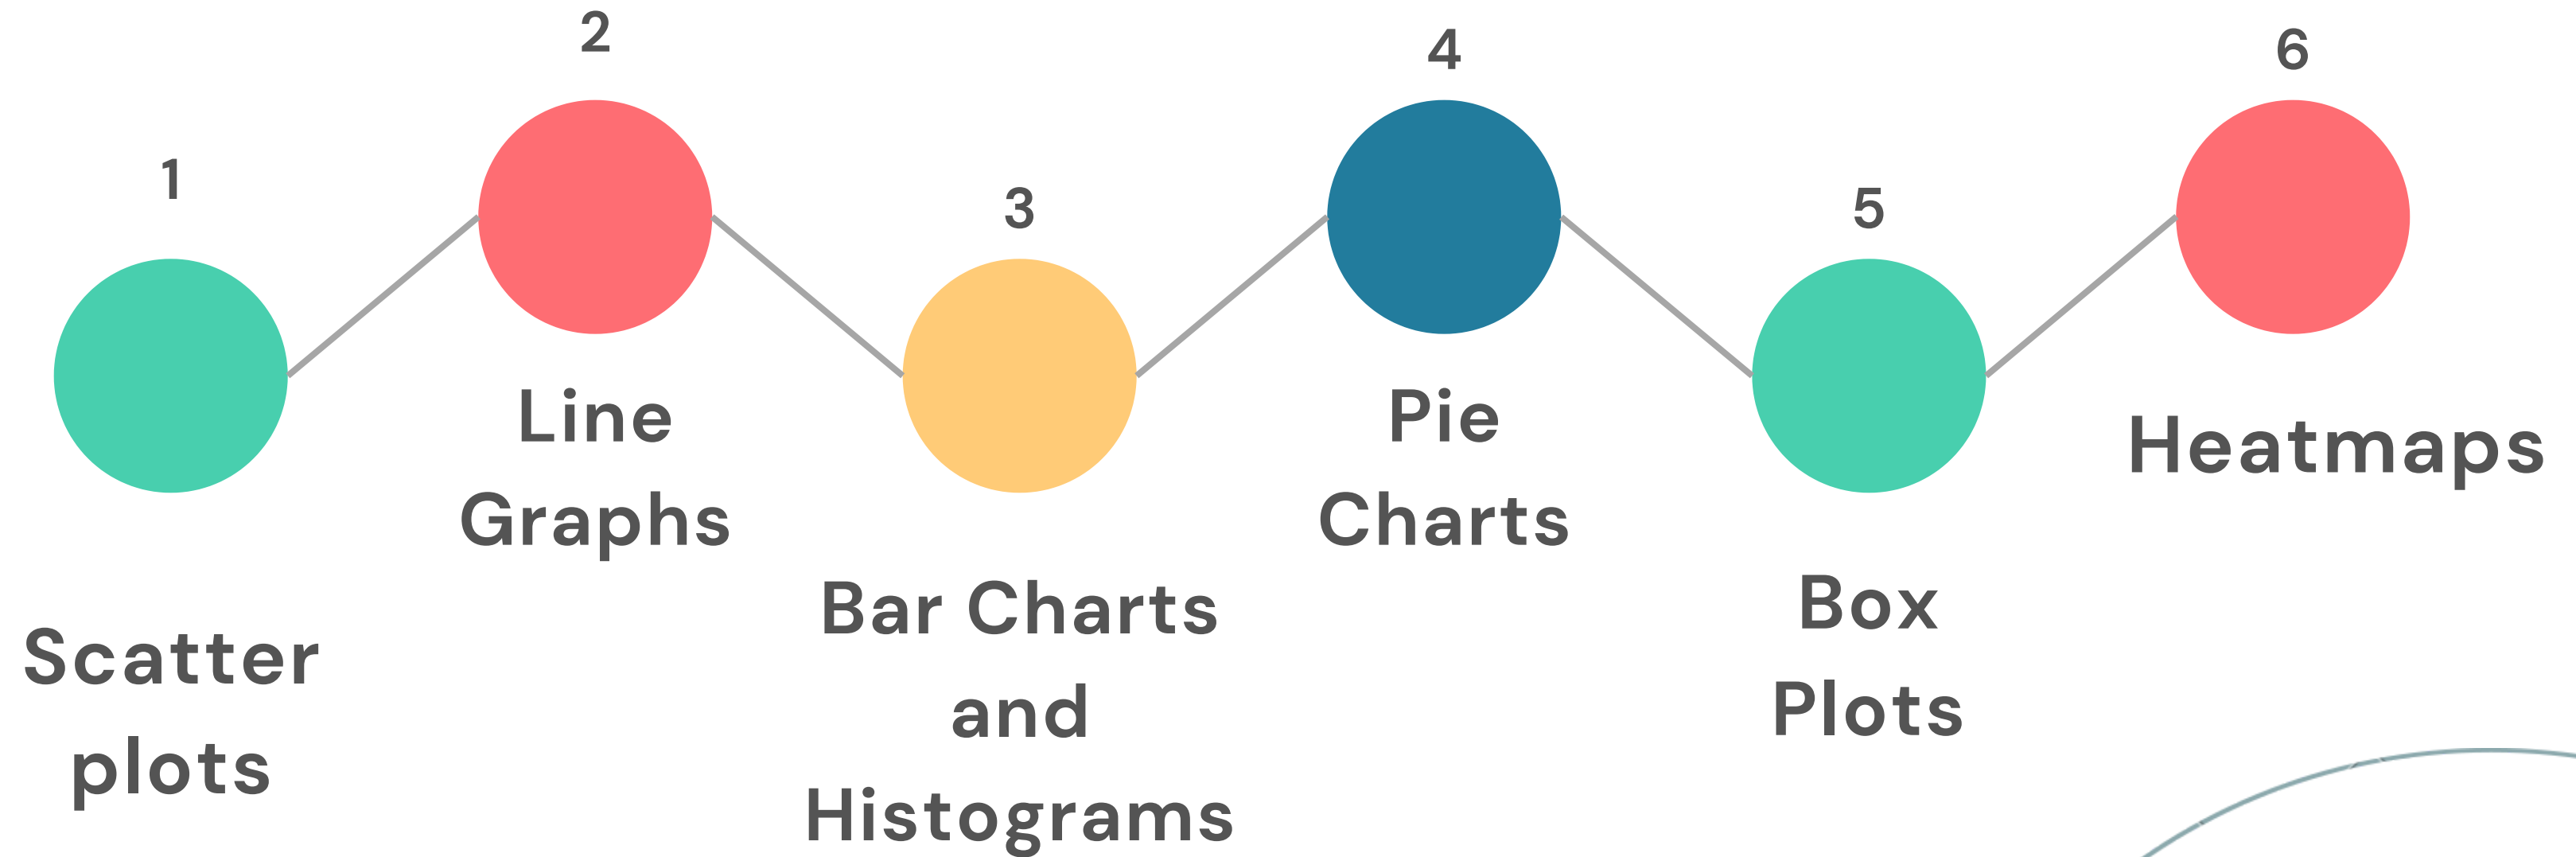 1
Scatter
plots
2
Line
Graphs
3
Bar Charts
and
Histograms
4
Pie
Charts
5
Box
Plots
6
Heatmaps